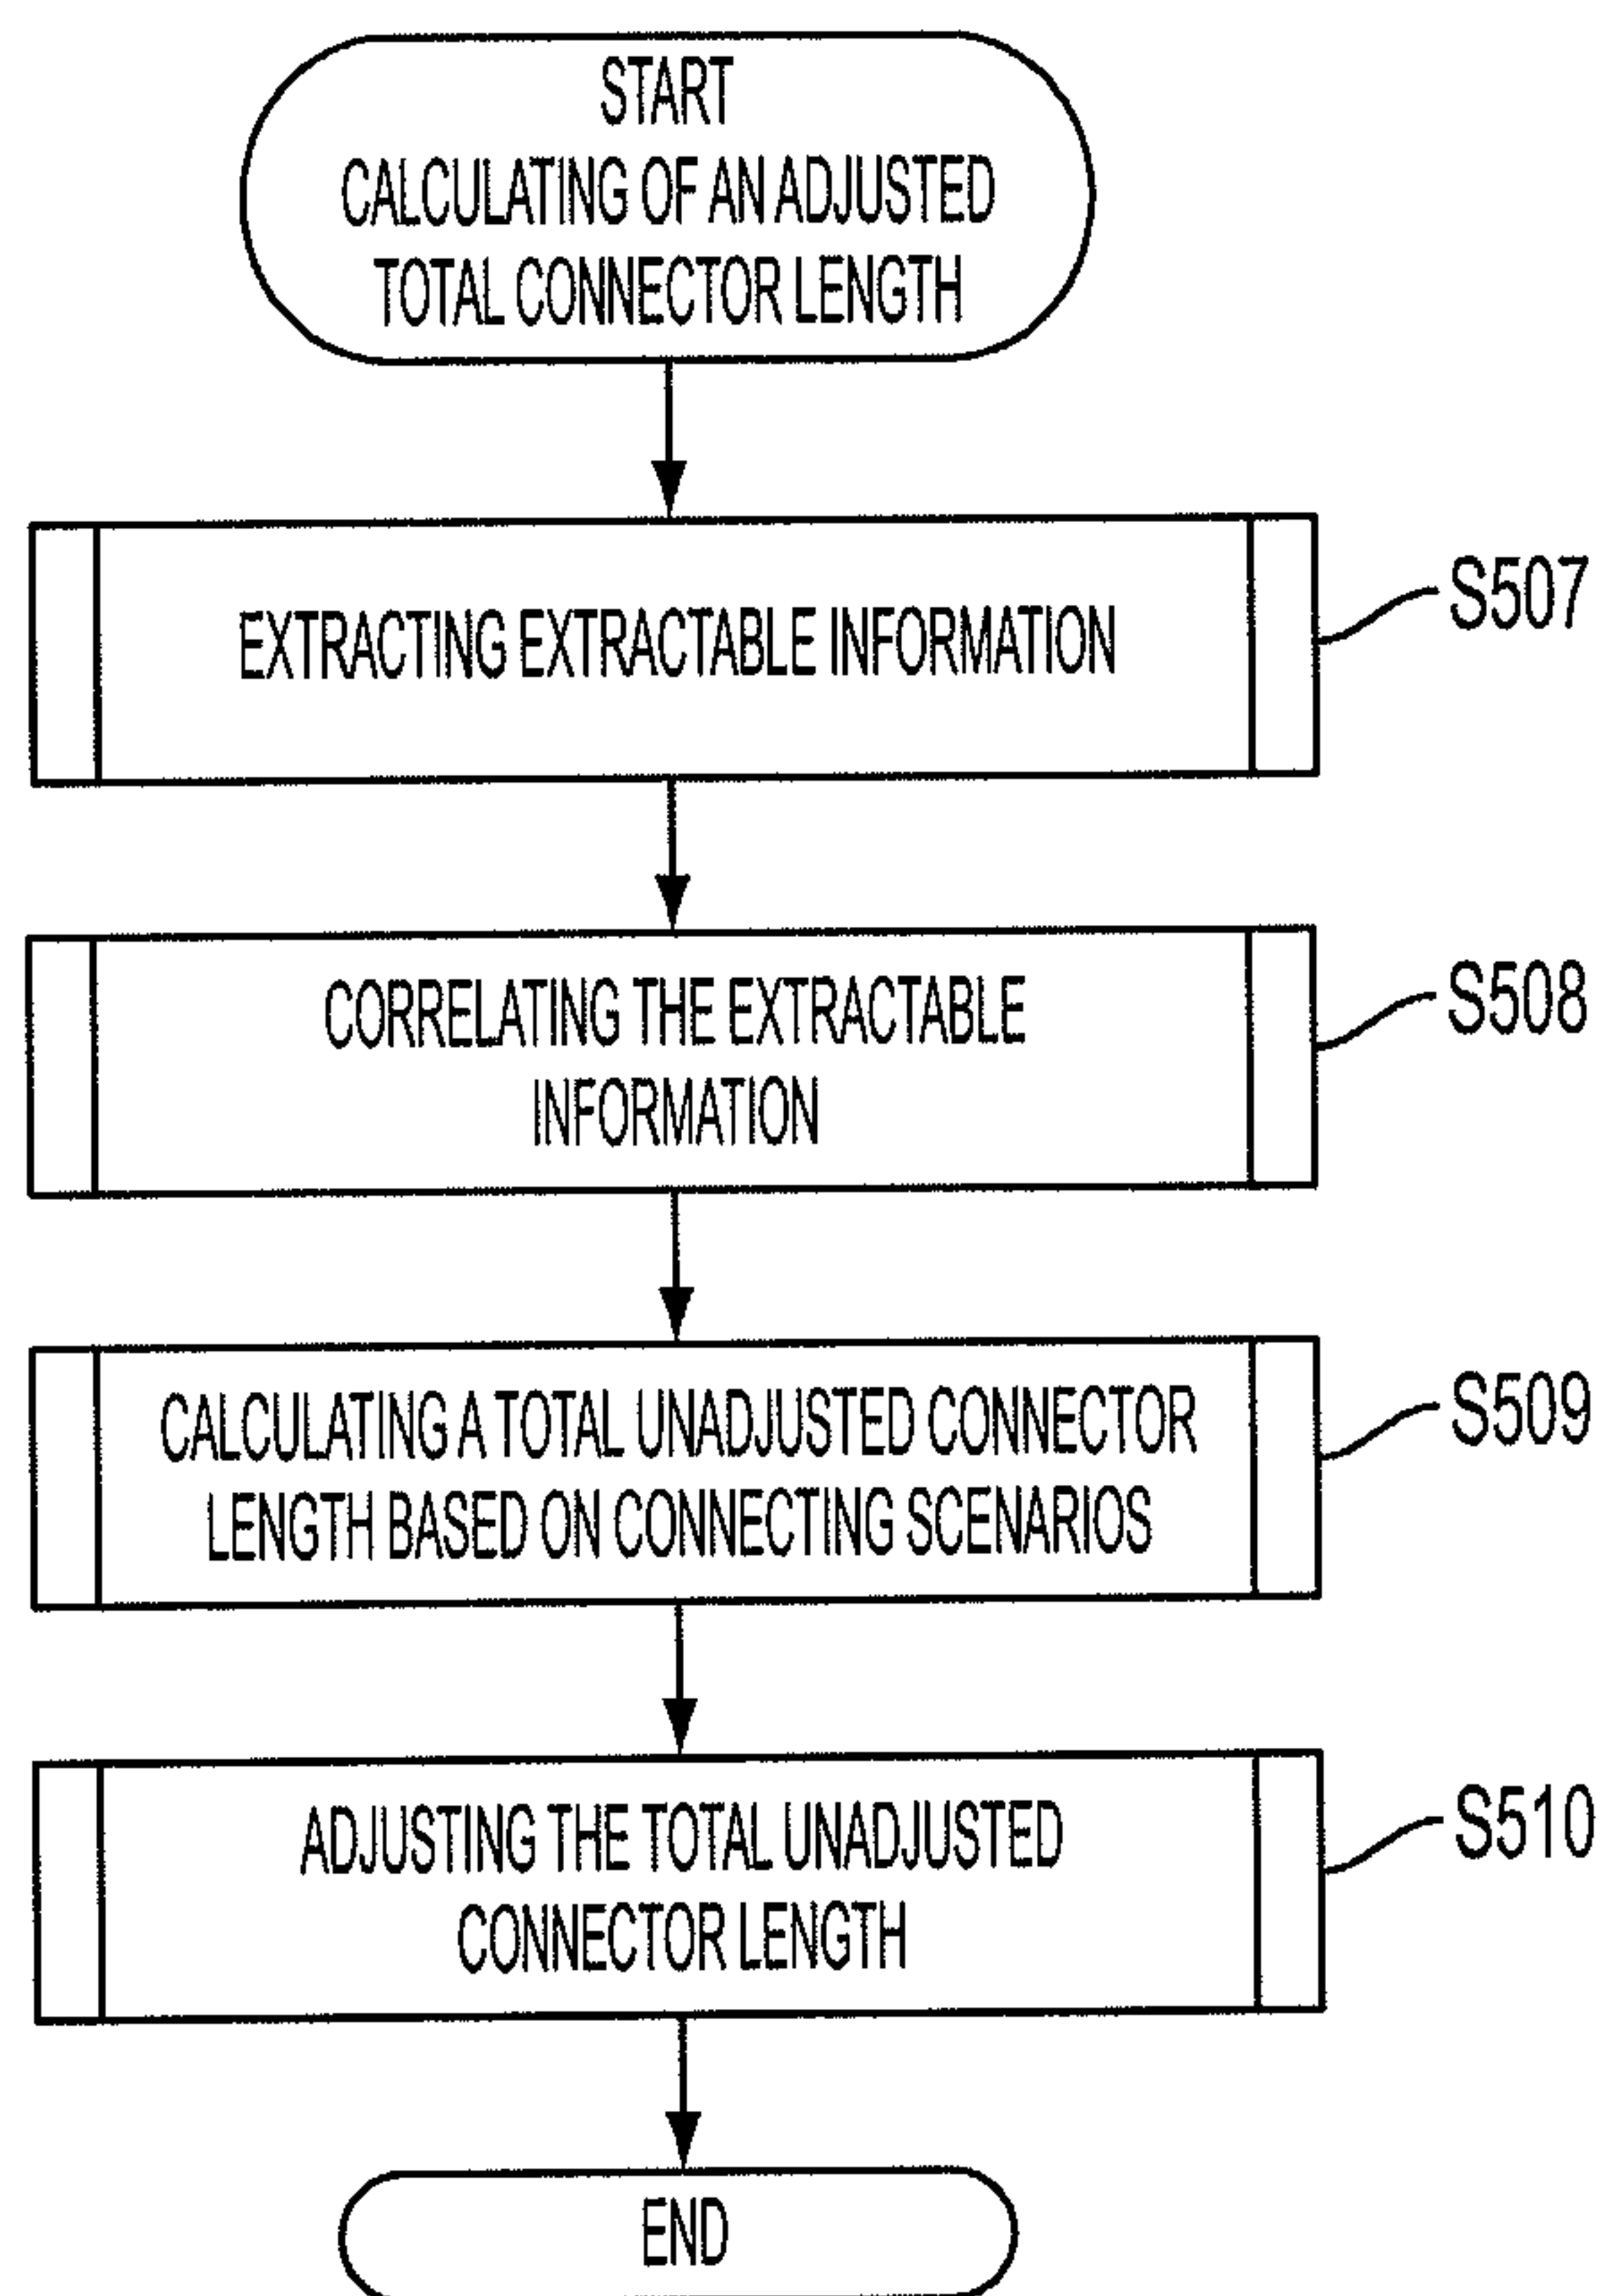 START
CALCULATING OF AN ADJUSTED
TOTAL CONNECTOR LENGTH
EXTRACTING EXTRACTABLE INFORMATION
S507
CORRELATING THE EXTRACTABLE
INFORMATION
S508
CALCULATING A TOTAL UNADJUSTED CONNECTOR
LENGTH BASED ON CONNECTING SCENARIOS
S509
ADJUSTING THE TOTAL UNADJUSTED
CONNECTOR LENGTH
S510
END